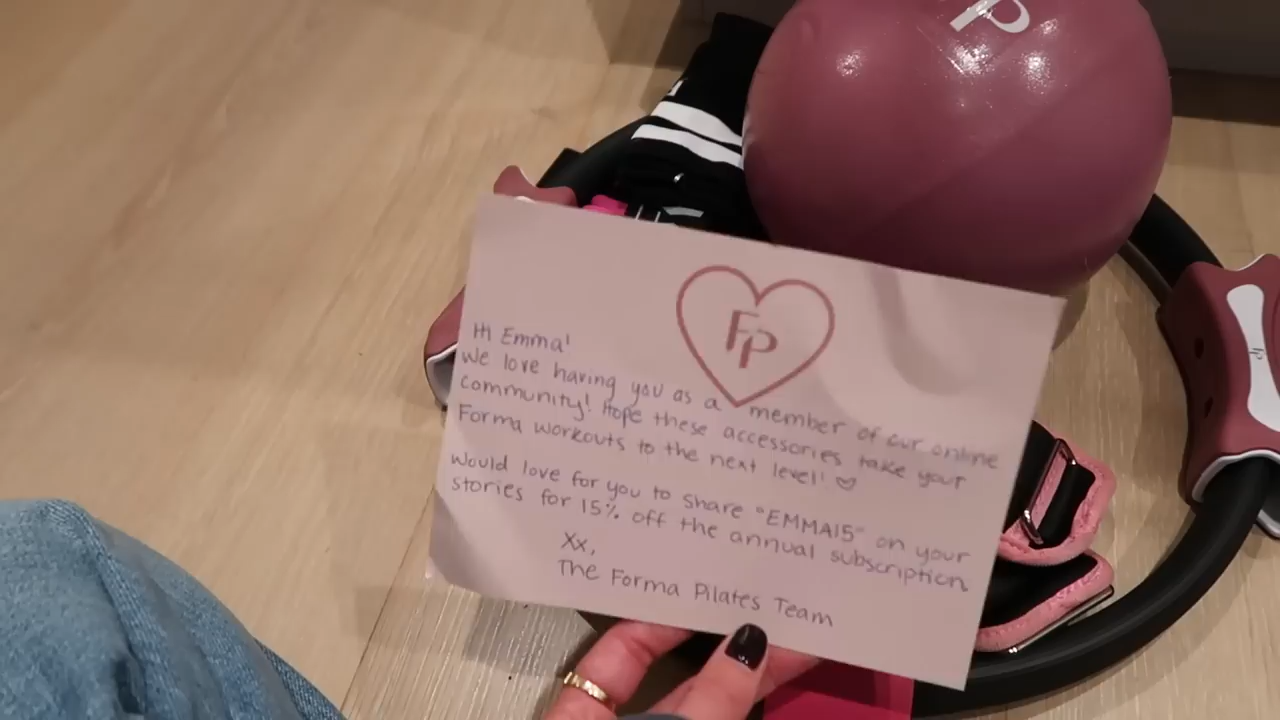 P
FP
FP
Hi Emma!
We love having you as a member of our online
community! Hope these accessories take your
Forma workouts to the next level! ♡
Would love for you to share "EMMA15" on your
stories for 15% off the annual subscription.
Xx,
The Forma Pilates Team